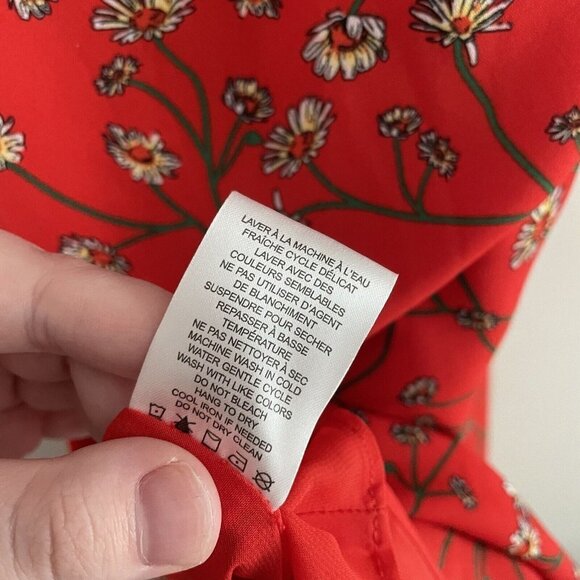 LAVER À LA MACHINE À L'EAU
FRAÎCHE CYCLE DÉLICAT
LAVER AVEC DES
COULEURS SEMBLABLES
NE PAS UTILISER D'AGENT
DE BLANCHIMENT
SUSPENDRE POUR SÉCHER
REPASSER À BASSE
TEMPÉRATURE
NE PAS NETTOYER À SEC
MACHINE WASH IN COLD
WATER GENTLE CYCLE
WASH WITH LIKE COLORS
DO NOT BLEACH
HANG TO DRY
COOL IRON IF NEEDED
DO NOT DRY CLEAN